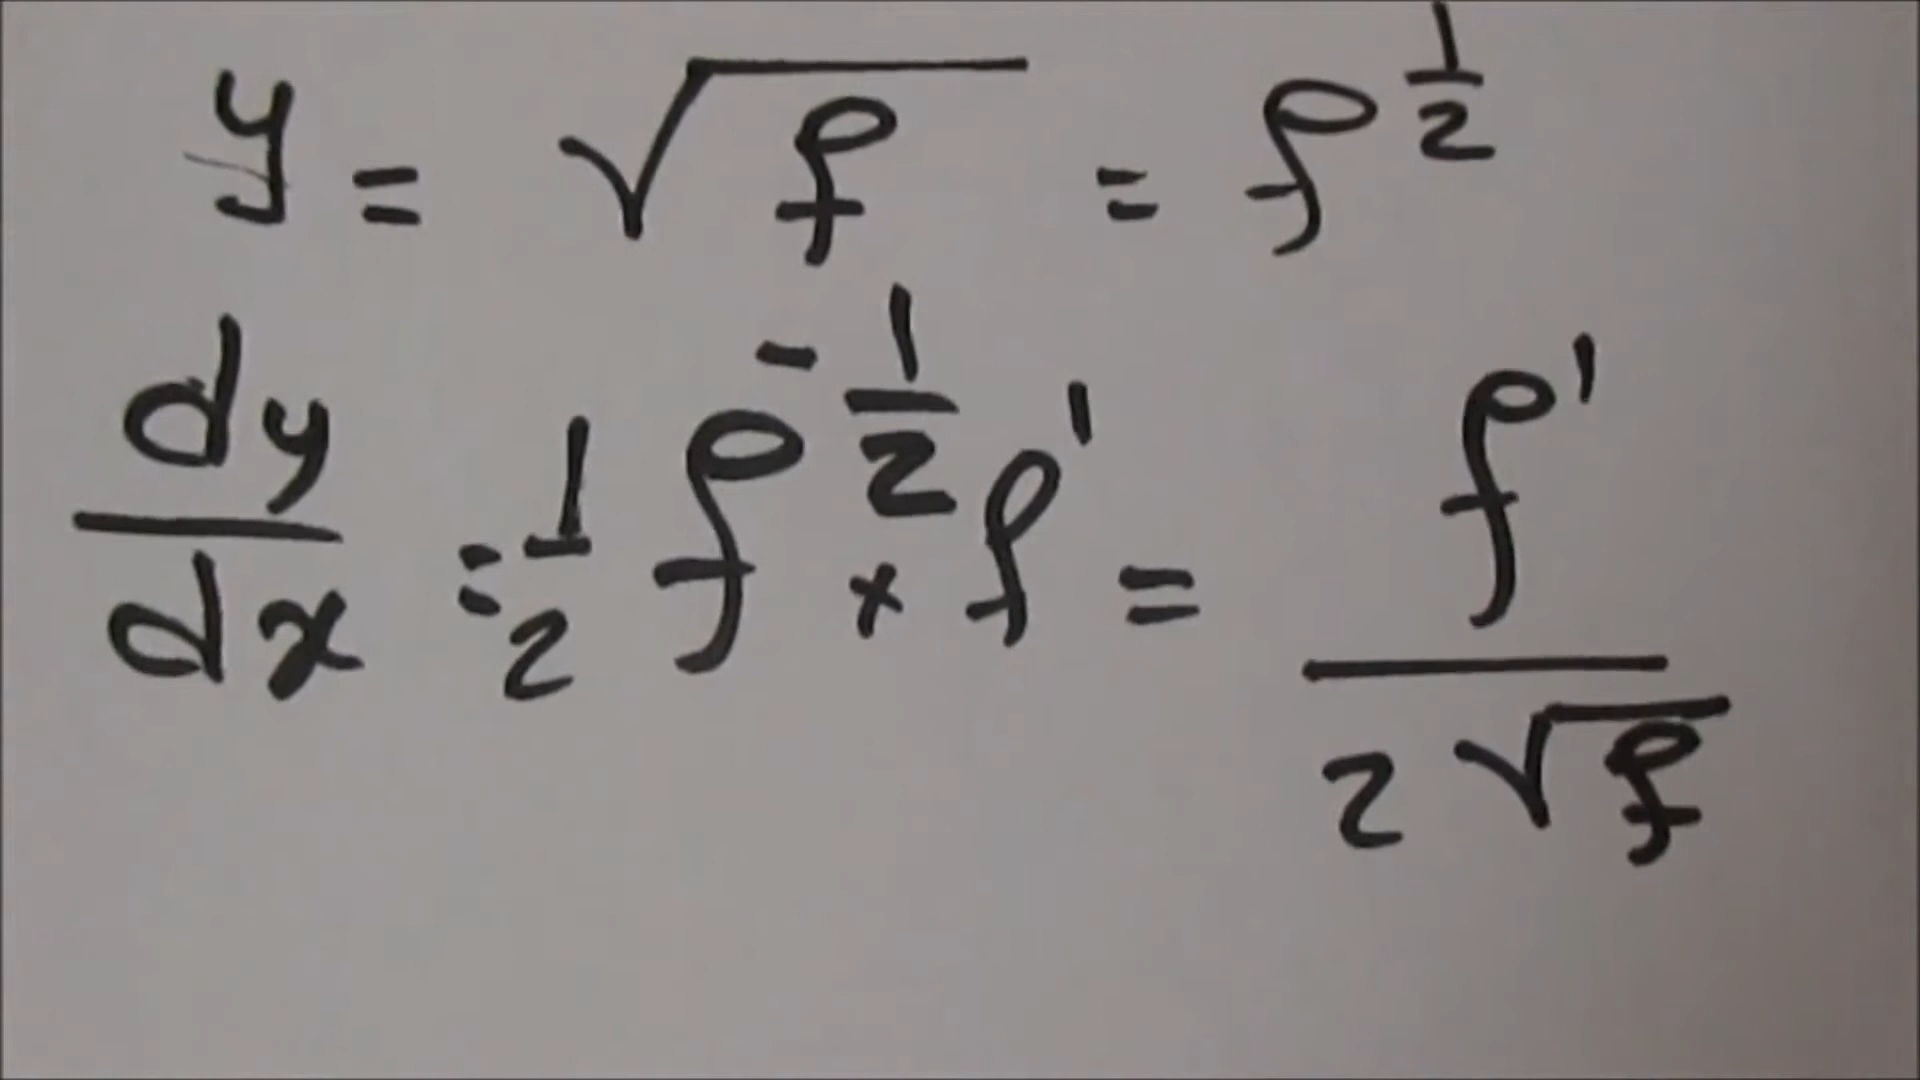 y = √f = f^(1/2)
dy/dx = 1/2 f^(-1/2) × f' = f'/(2√f)